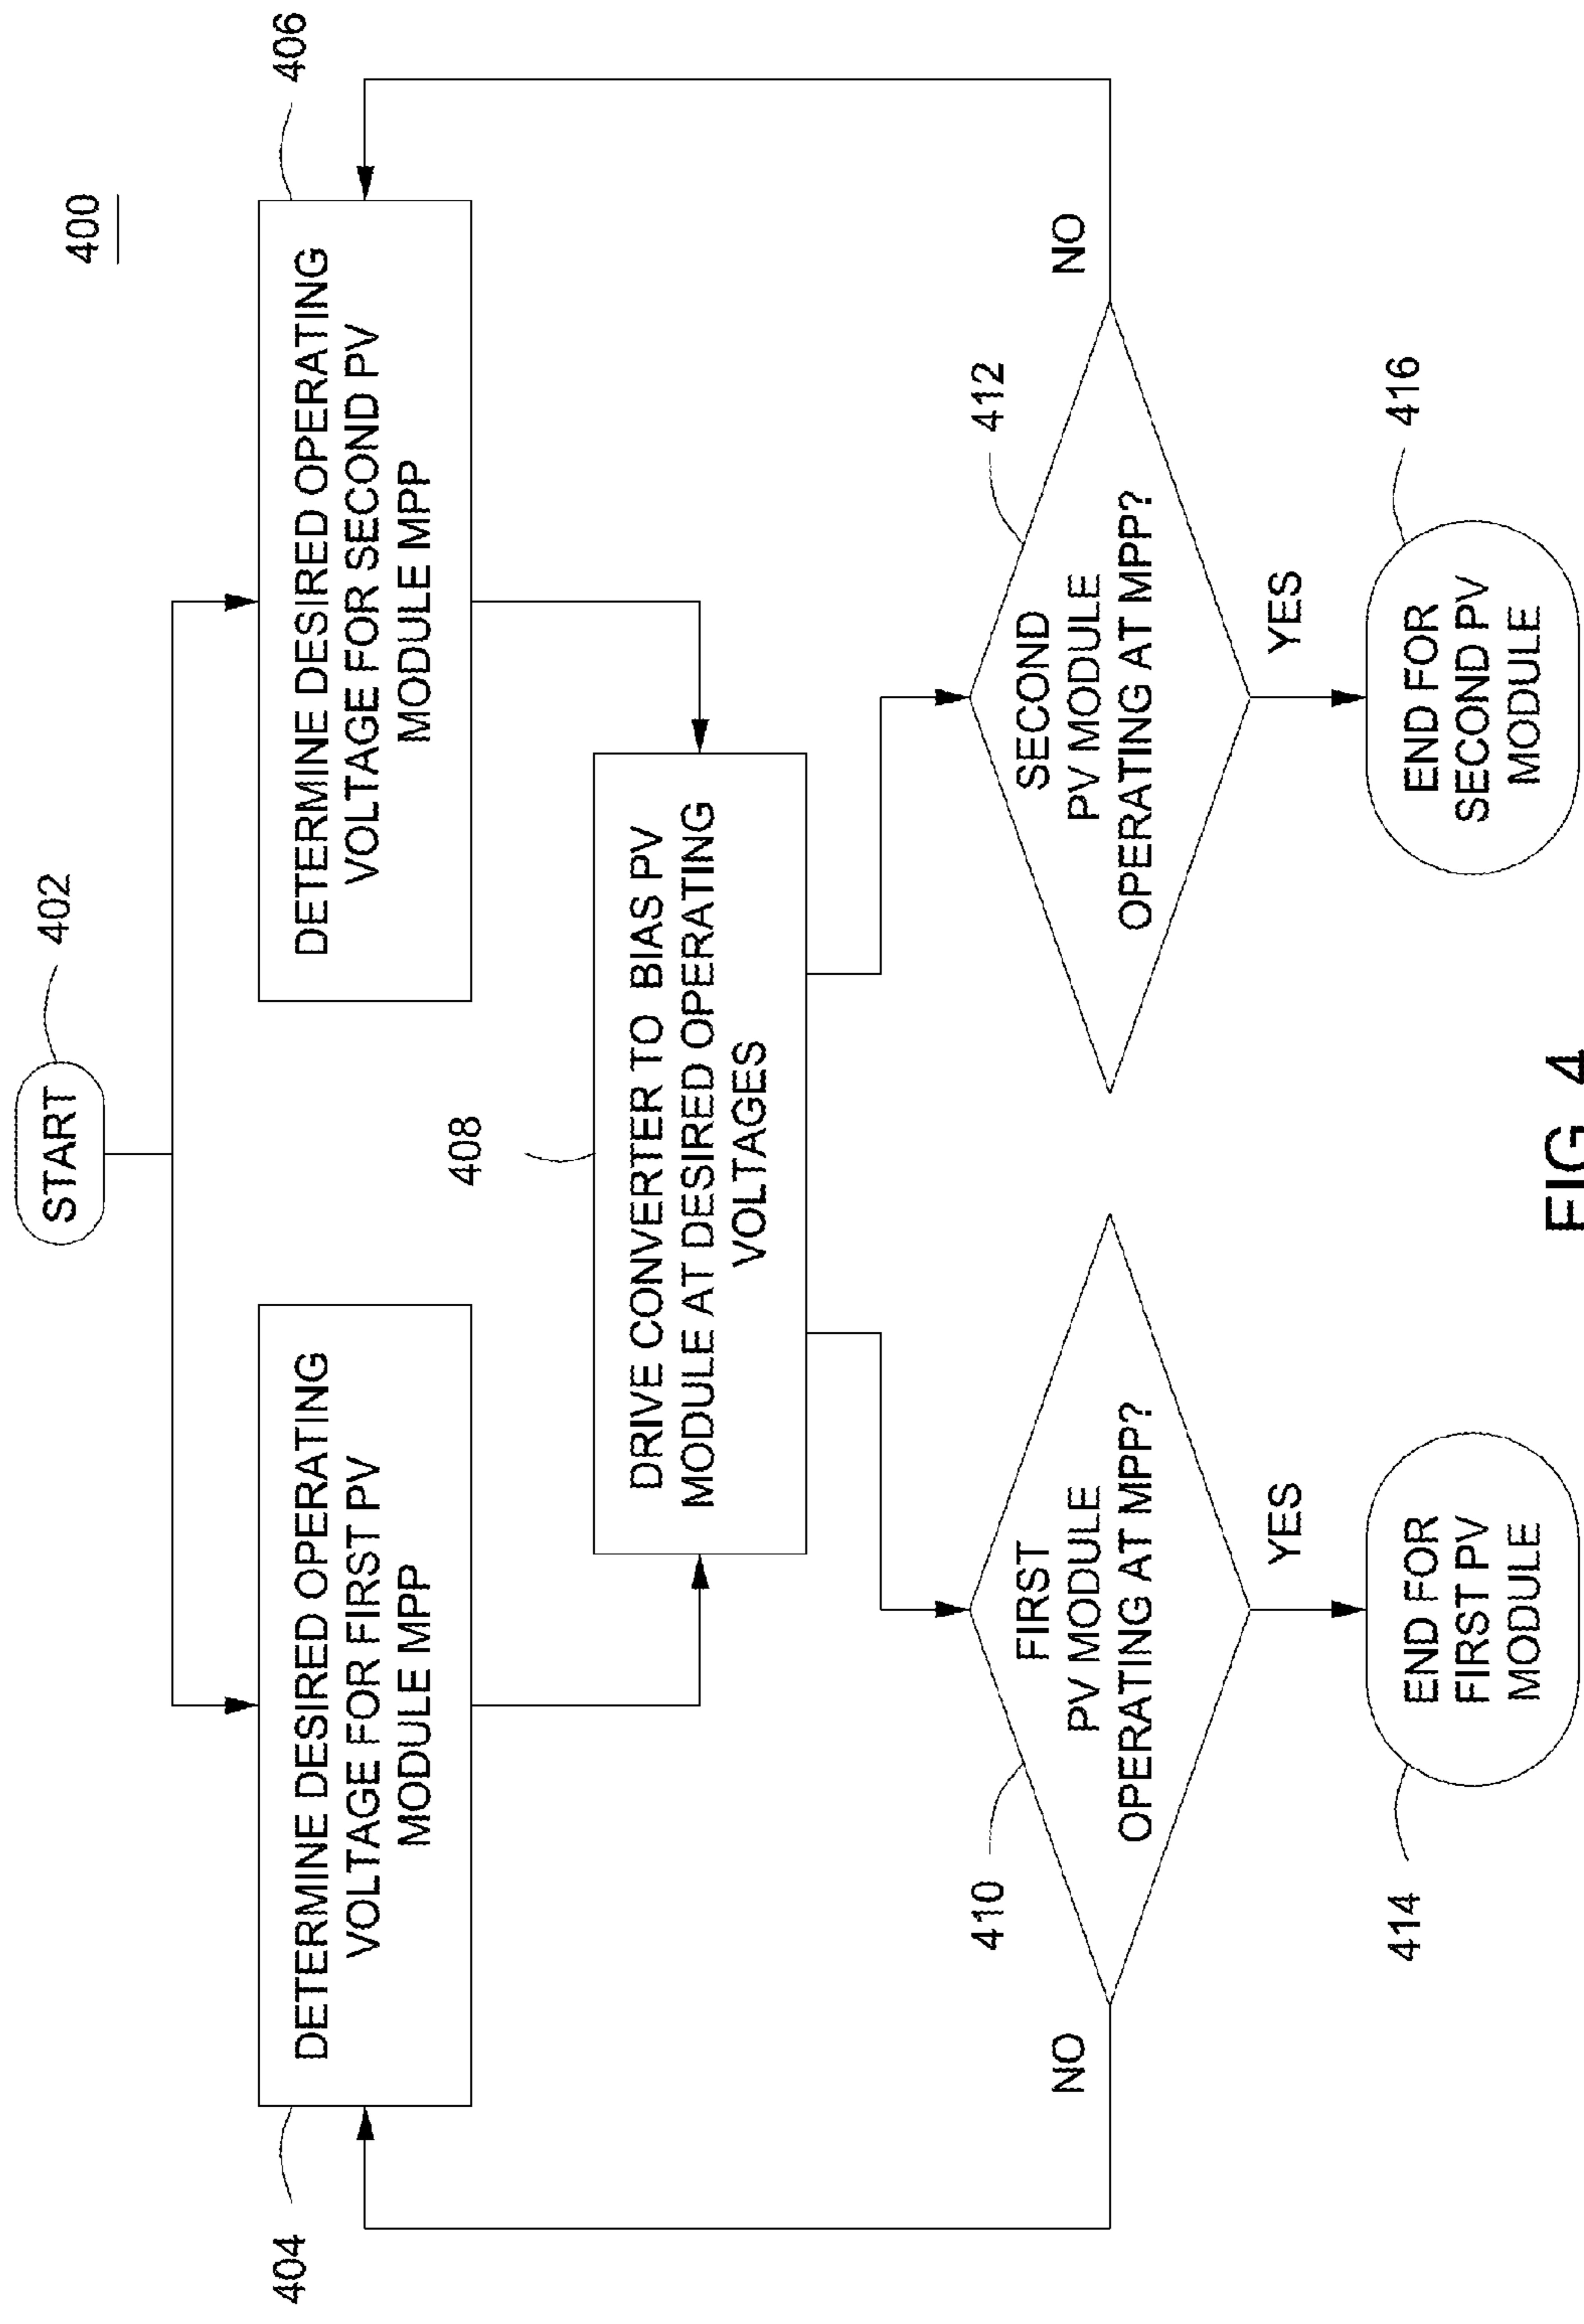 400
START
402
DETERMINE DESIRED OPERATING
VOLTAGE FOR FIRST PV
MODULE MPP
404
DETERMINE DESIRED OPERATING
VOLTAGE FOR SECOND PV
MODULE MPP
406
408
DRIVE CONVERTER TO BIAS PV
MODULE AT DESIRED OPERATING
VOLTAGES
410
FIRST
PV MODULE
OPERATING AT MPP?
NO
YES
412
SECOND
PV MODULE
OPERATING AT MPP?
NO
YES
414
END FOR
FIRST PV
MODULE
416
END FOR
SECOND PV
MODULE
FIG. 4